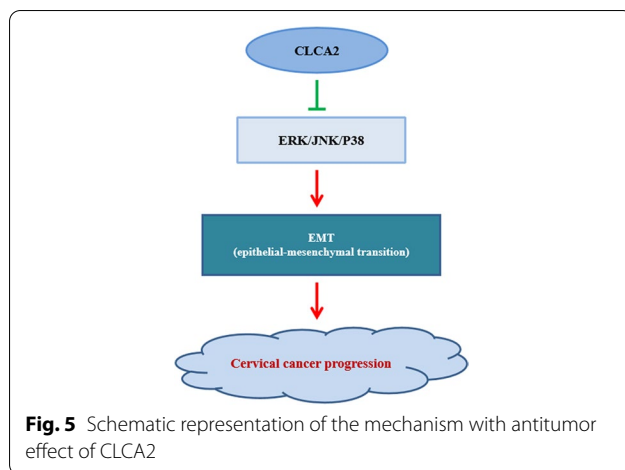 CLCA2
ERK/JNK/P38
EMT
(epithelial-mesenchymal transition)
Cervical cancer progression
Fig. 5 Schematic representation of the mechanism with antitumor
effect of CLCA2